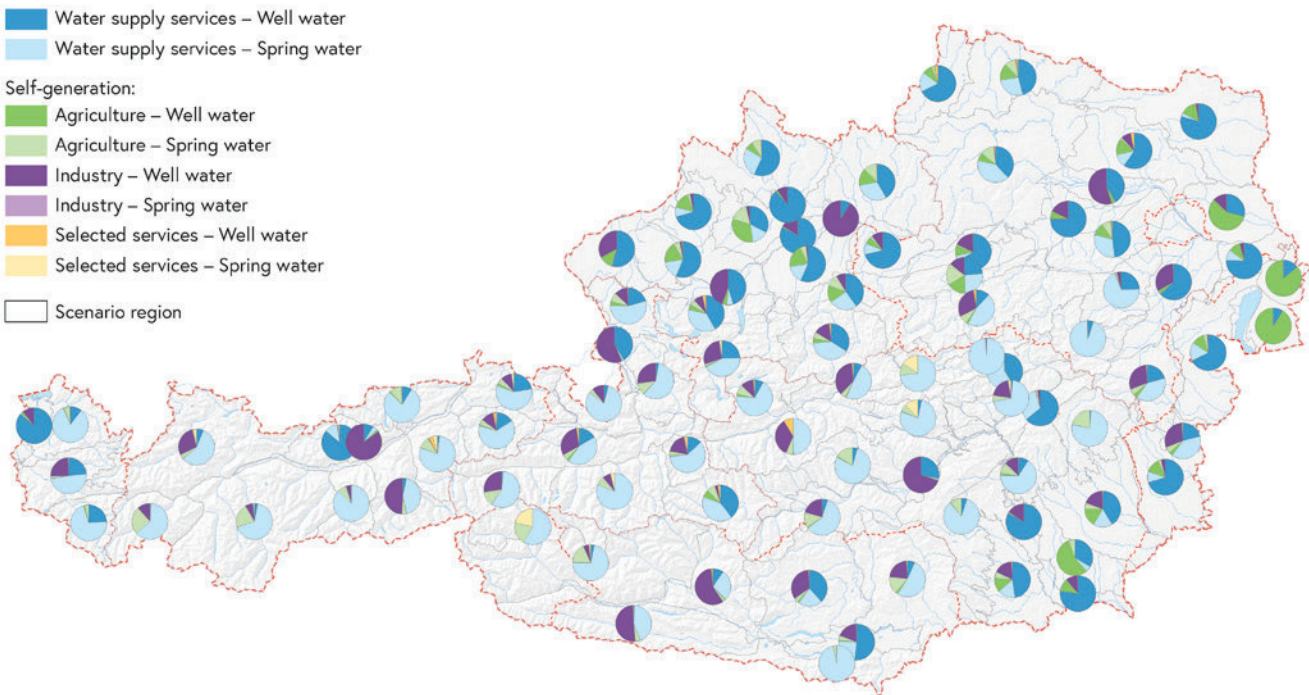 Water supply services – Well water
Water supply services – Spring water
Self-generation:
Agriculture – Well water
Agriculture – Spring water
Industry – Well water
Industry – Spring water
Selected services – Well water
Selected services – Spring water
Scenario region